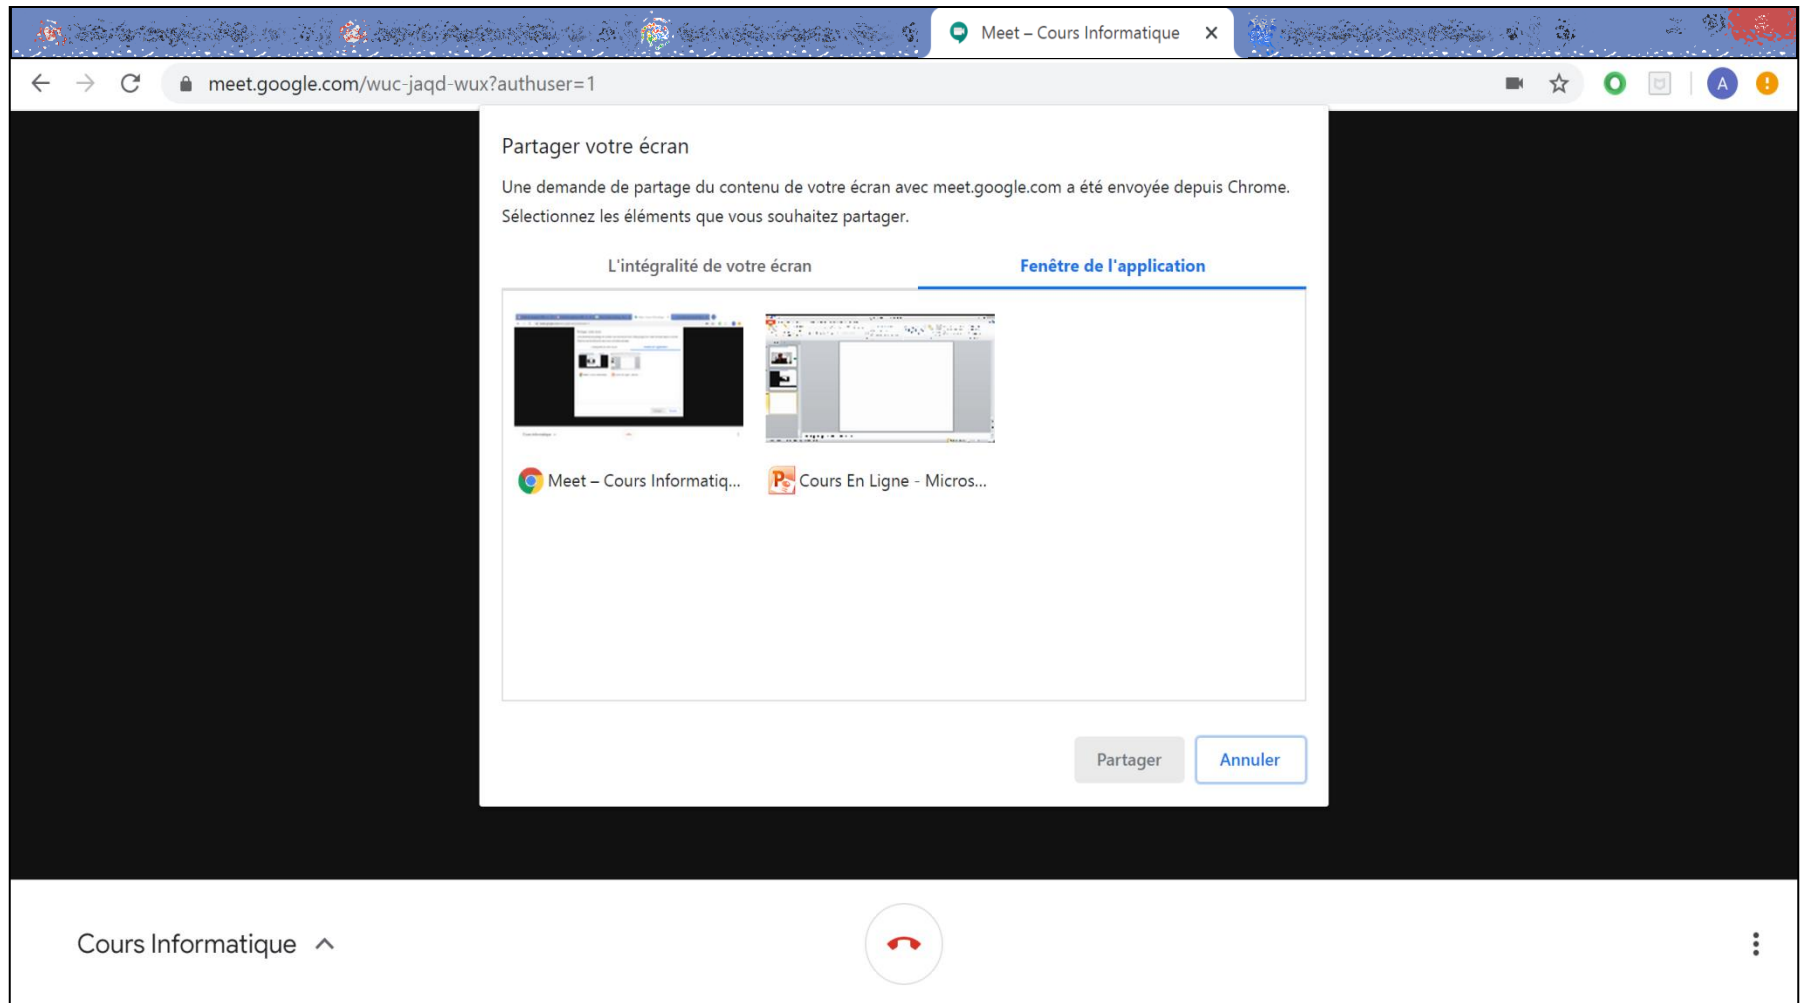 Meet – Cours Informatique
meet.google.com/wuc-jaqd-wux?authuser=1
A
Partager votre écran
Une demande de partage du contenu de votre écran avec meet.google.com a été envoyée depuis Chrome.
Sélectionnez les éléments que vous souhaitez partager.
L'intégralité de votre écran
Fenêtre de l'application
Meet – Cours Informatiq...
Cours En Ligne - Micros...
Partager
Annuler
Cours Informatique